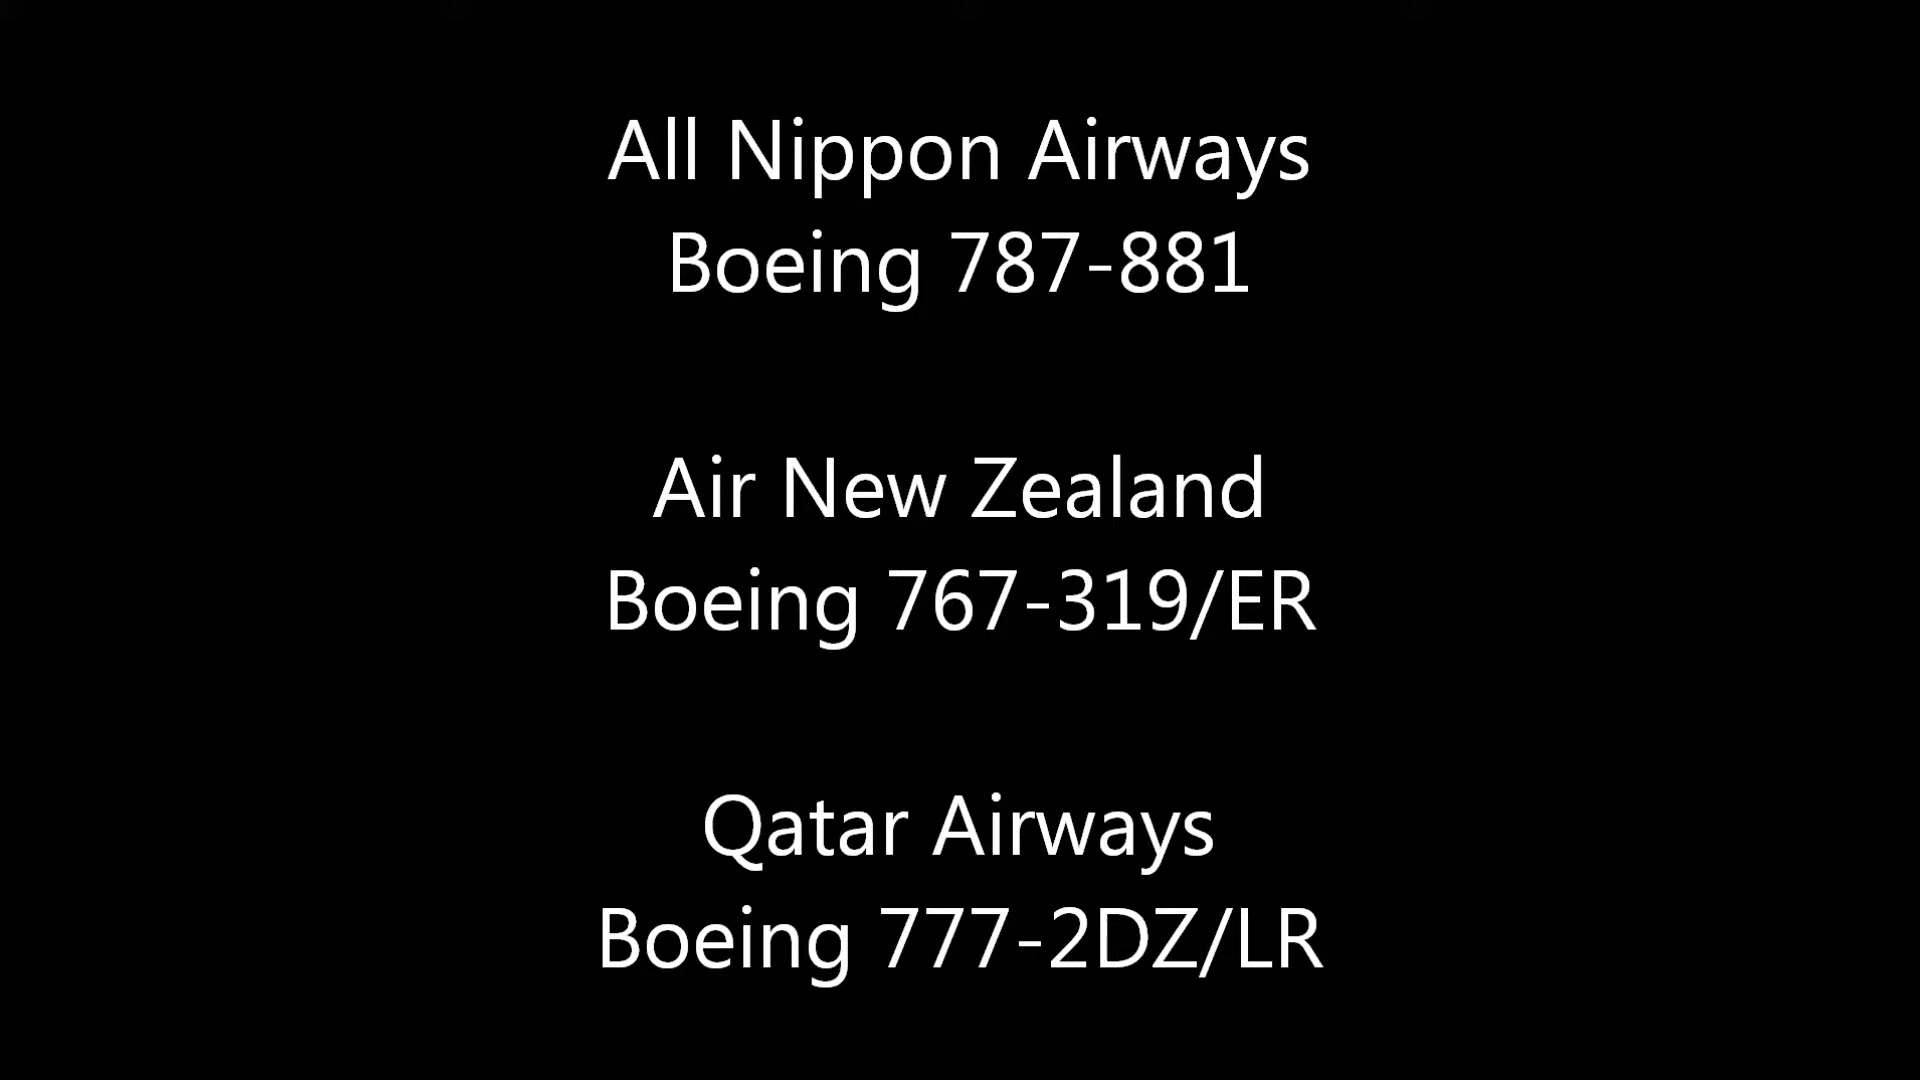 All Nippon Airways
Boeing 787-881
Air New Zealand
Boeing 767-319/ER
Qatar Airways
Boeing 777-2DZ/LR